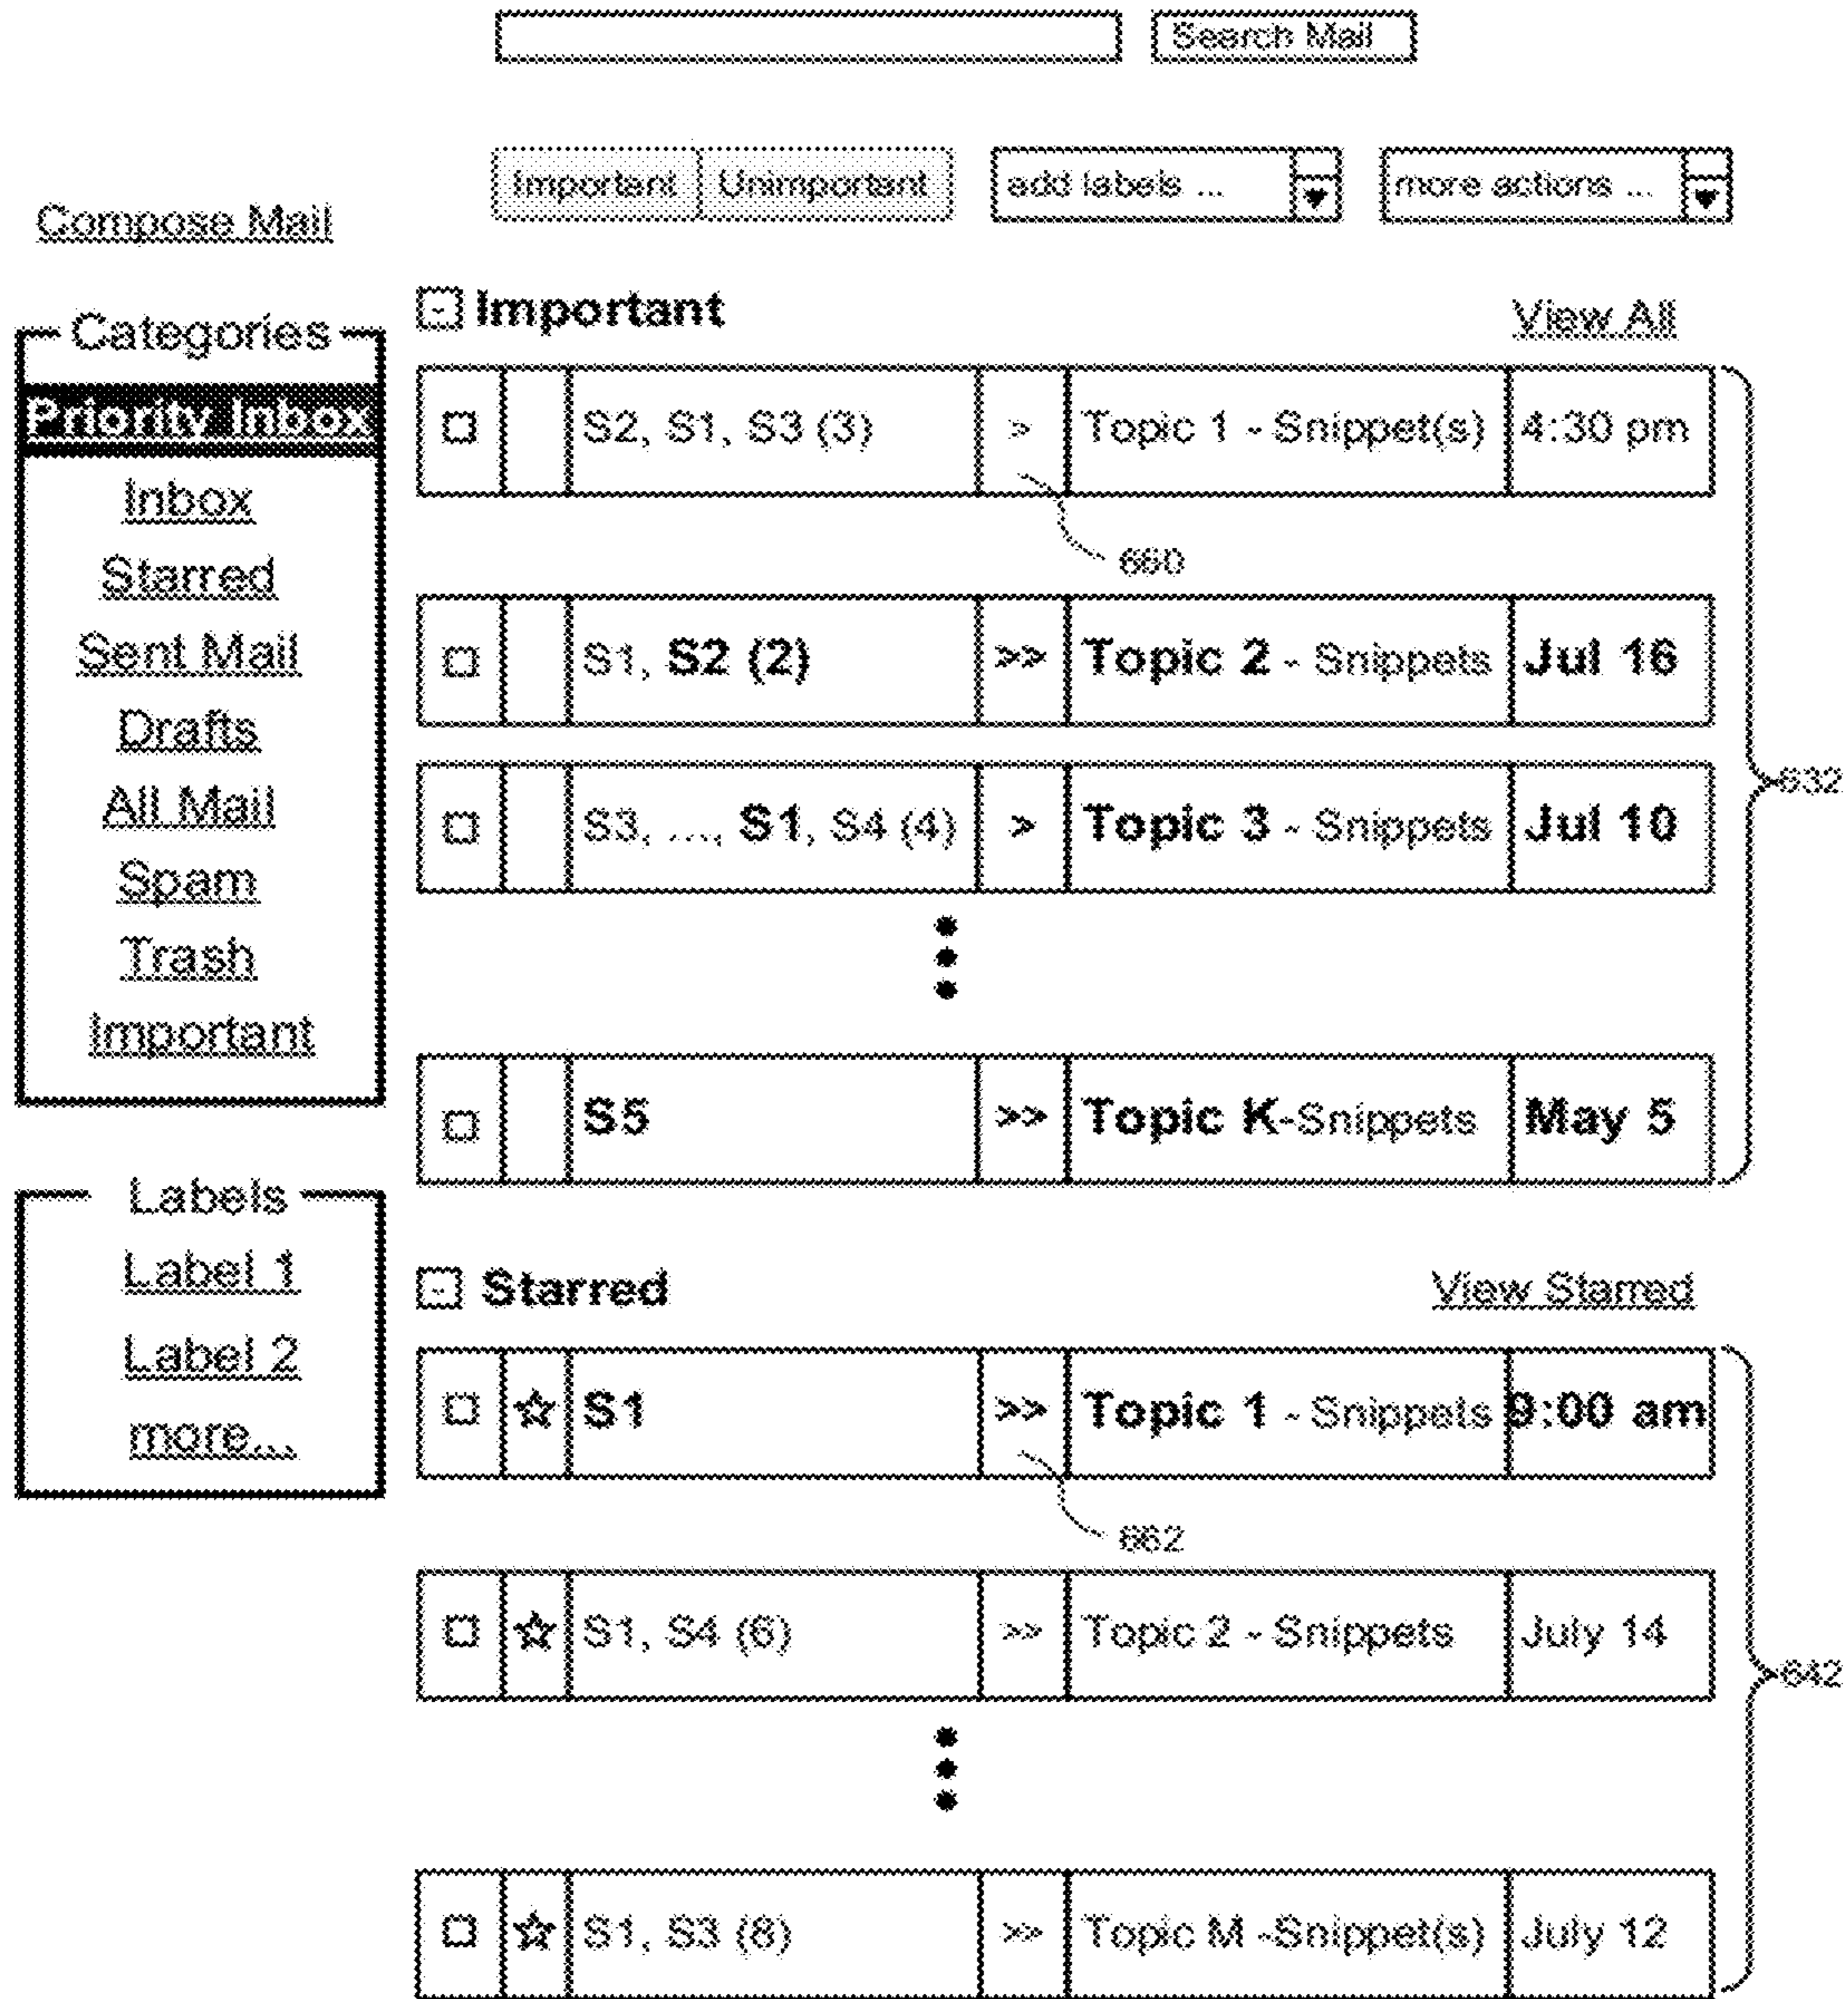 Search Mail
Important Unimportant add labels ... more actions ...
Compose Mail
Categories
Priority Inbox
Inbox
Starred
Sent Mail
Drafts
All Mail
Spam
Trash
Important
Labels
Label 1
Label 2
more...
- Important View All
S2, S1, S3 (3) > Topic 1 - Snippet(s) 4:30 pm
660
S1, S2 (2) >> Topic 2 - Snippets Jul 16
S3, ..., S1, S4 (4) > Topic 3 - Snippets Jul 10
632
S5 >> Topic K-Snippets May 5
- Starred View Starred
S1 >> Topic 1 - Snippets 9:00 am
662
S1, S4 (6) >> Topic 2 - Snippets July 14
642
S1, S3 (8) >> Topic M -Snippet(s) July 12